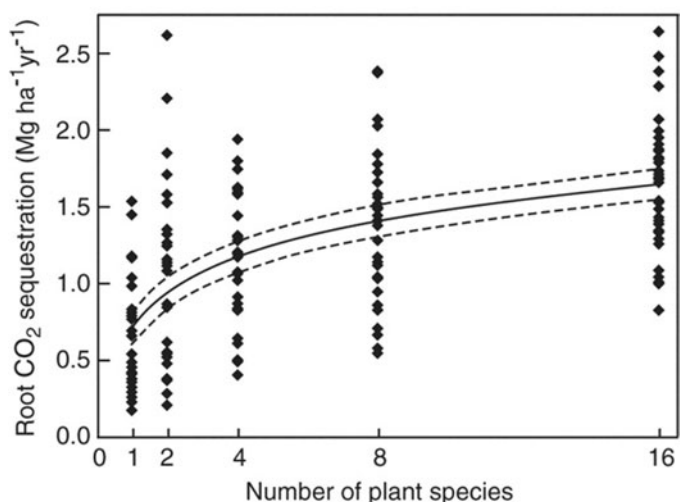 Root CO₂ sequestration (Mg ha⁻¹yr⁻¹)
2.5
2.0
1.5
1.0
0.5
0.0
0 1 2 4 8 16
Number of plant species